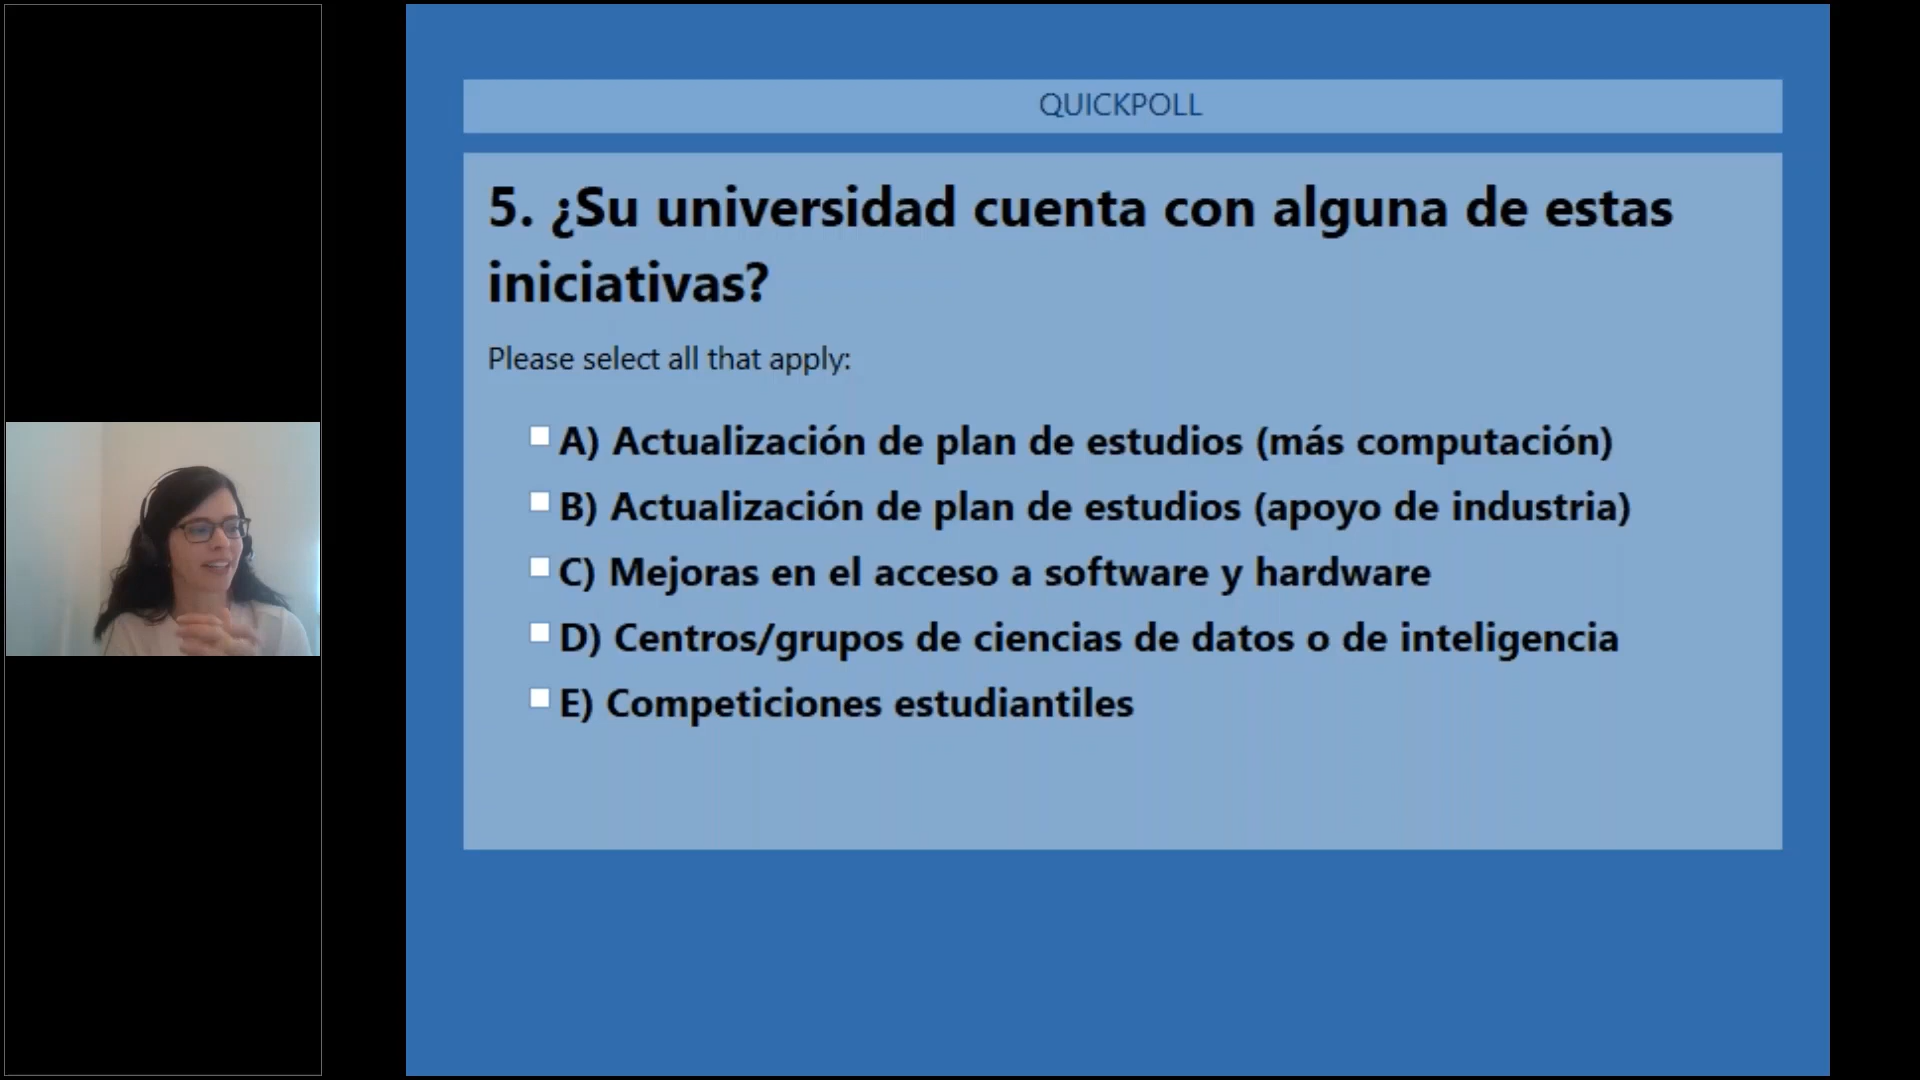 QUICKPOLL
5. ¿Su universidad cuenta con alguna de estas
iniciativas?
Please select all that apply:
A) Actualización de plan de estudios (más computación)
B) Actualización de plan de estudios (apoyo de industria)
C) Mejoras en el acceso a software y hardware
D) Centros/grupos de ciencias de datos o de inteligencia
E) Competiciones estudiantiles